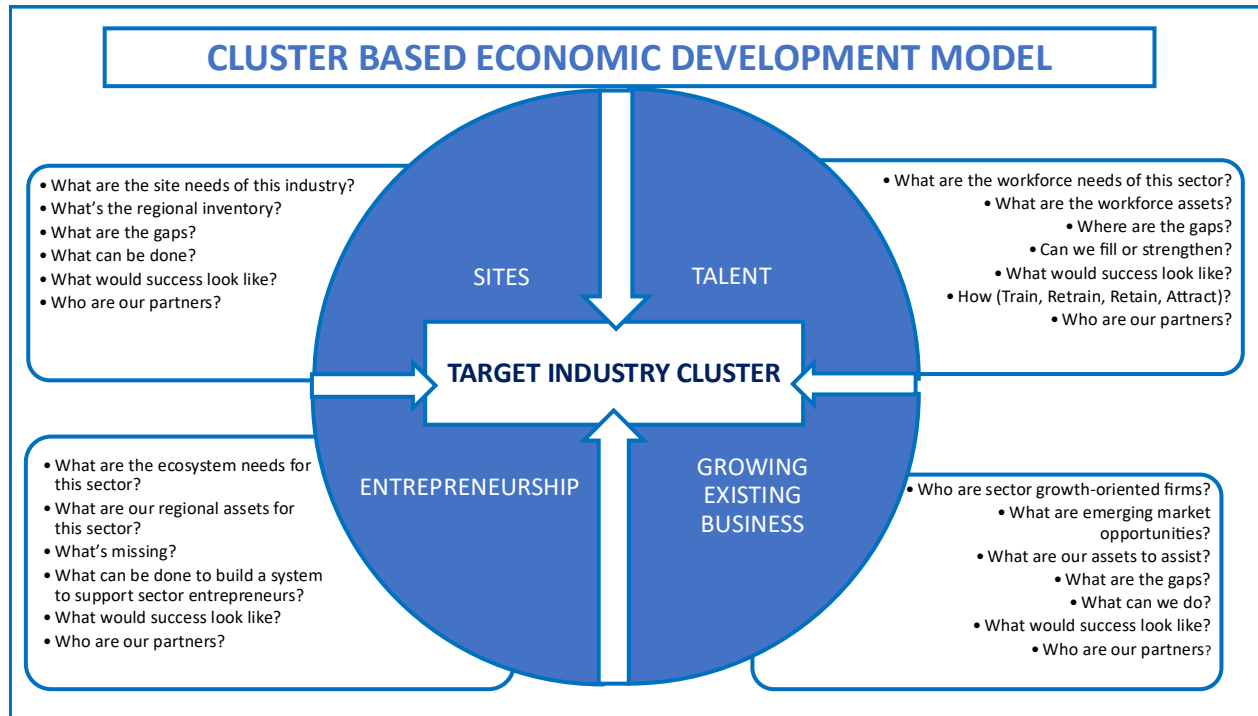 CLUSTER BASED ECONOMIC DEVELOPMENT MODEL
• What are the site needs of this industry?
• What's the regional inventory?
• What are the gaps?
• What can be done?
• What would success look like?
• Who are our partners?
SITES
TALENT
• What are the workforce needs of this sector?
• What are the workforce assets?
• Where are the gaps?
• Can we fill or strengthen?
• What would success look like?
• How (Train, Retrain, Retain, Attract)?
• Who are our partners?
TARGET INDUSTRY CLUSTER
• What are the ecosystem needs for
this sector?
• What are our regional assets for
this sector?
• What's missing?
• What can be done to build a system
to support sector entrepreneurs?
• What would success look like?
• Who are our partners?
ENTREPRENEURSHIP
GROWING
EXISTING
BUSINESS
• Who are sector growth-oriented firms?
• What are emerging market
opportunities?
• What are our assets to assist?
• What are the gaps?
• What can we do?
• What would success look like?
• Who are our partners?